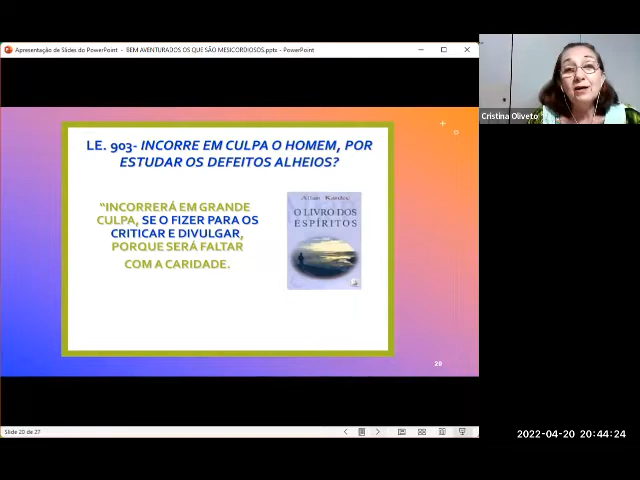 Apresentação de Slides do PowerPoint - BEM AVENTURADOS OS QUE SÃO MESICORDIOSOS.pptx - PowerPoint
Cristina Oliveto
LE. 903- INCORRE EM CULPA O HOMEM, POR
ESTUDAR OS DEFEITOS ALHEIOS?
“INCORRERÁ EM GRANDE
CULPA, SE O FIZER PARA OS
CRITICAR E DIVULGAR,
PORQUE SERÁ FALTAR
COM A CARIDADE.
Allan Kardec
O LIVRO DOS
ESPÍRITOS
20
Slide 20 de 27
2022-04-20 20:44:24